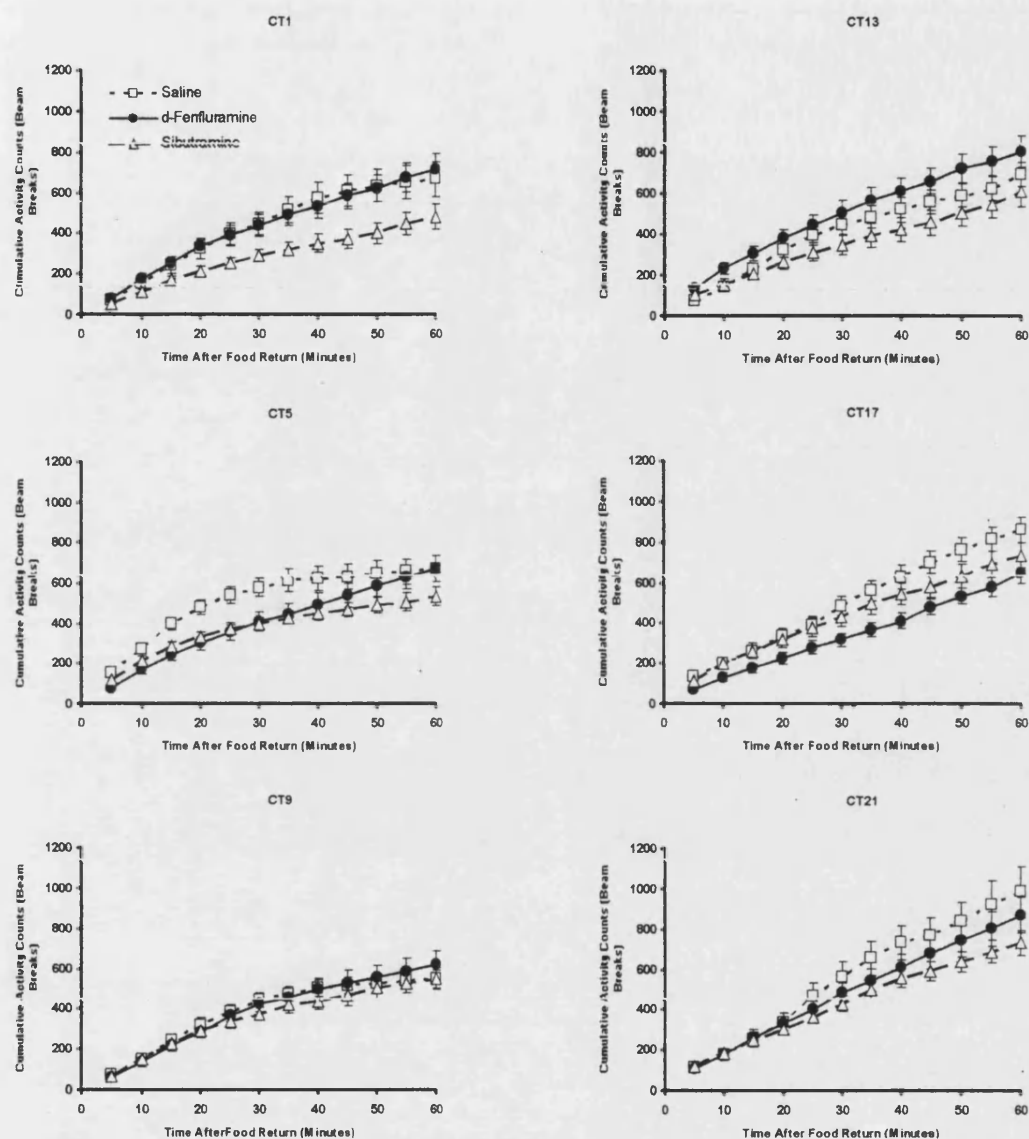 CT1
Cumulative Activity Counts (Beam
Breaks)
1200
1000
800
600
400
200
0
Saline
d-Fenfluramine
Sibutramine
0 10 20 30 40 50 60
Time After Food Return (Minutes)
CT13
Cumulative Activity Counts (Beam
Breaks)
1200
1000
800
600
400
200
0
0 10 20 30 40 50 60
Time After Food Return (Minutes)
CT5
Cumulative Activity Counts (Beam
Breaks)
1200
1000
800
600
400
200
0
0 10 20 30 40 50 60
Time After Food Return (Minutes)
CT17
Cumulative Activity Counts (Beam
Breaks)
1200
1000
800
600
400
200
0
0 10 20 30 40 50 60
Time After Food Return (Minutes)
CT9
Cumulative Activity Counts (Beam
Breaks)
1200
1000
800
600
400
200
0
0 10 20 30 40 50 60
Time AfterFood Return (Minutes)
CT21
Cumulative Activity Counts (Beam
Breaks)
1200
1000
800
600
400
200
0
0 10 20 30 40 50 60
Time After Food Return (Minutes)